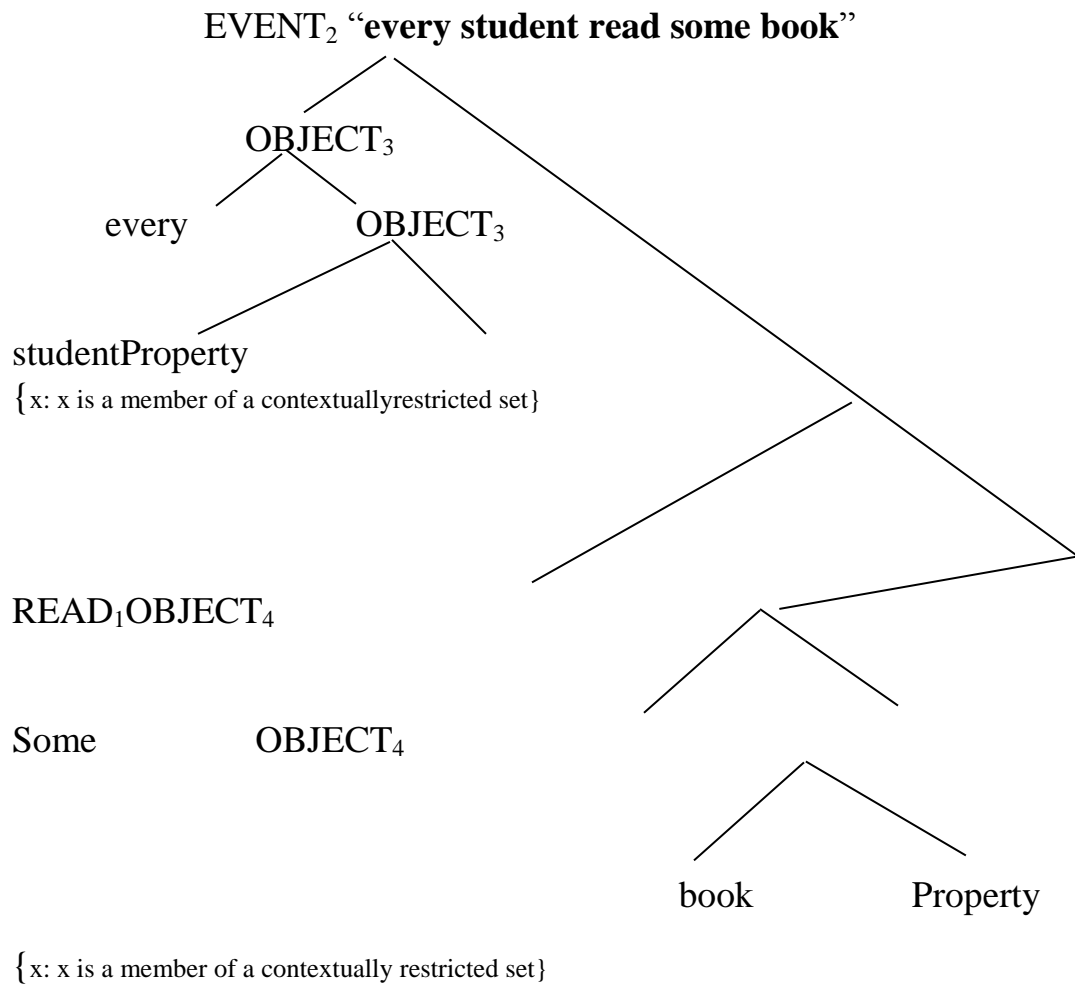 EVENT₂ “every student read some book”
OBJECT₃
every OBJECT₃
studentProperty
{x: x is a member of a contextuallyrestricted set}
READ₁OBJECT₄
Some OBJECT₄
book Property
{x: x is a member of a contextually restricted set}